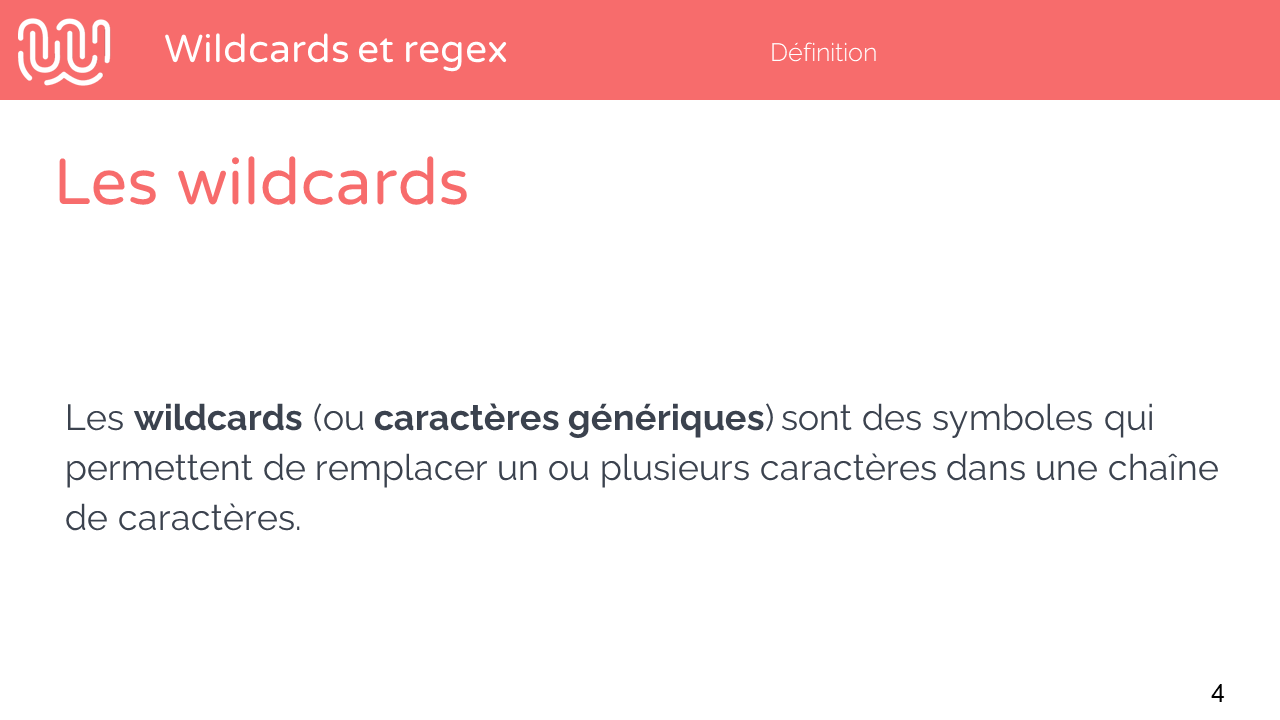 Wildcards et regex
Définition
Les wildcards
Les wildcards (ou caractères génériques) sont des symboles qui
permettent de remplacer un ou plusieurs caractères dans une chaîne
de caractères.
4